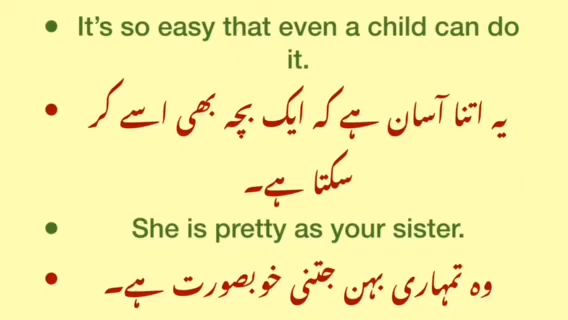 • It’s so easy that even a child can do
it.
• یہ اتنا آسان ہے کہ ایک بچہ بھی اسے کر
سکتا ہے۔
• She is pretty as your sister.
• وہ تمہاری بہن جتنی خوبصورت ہے۔